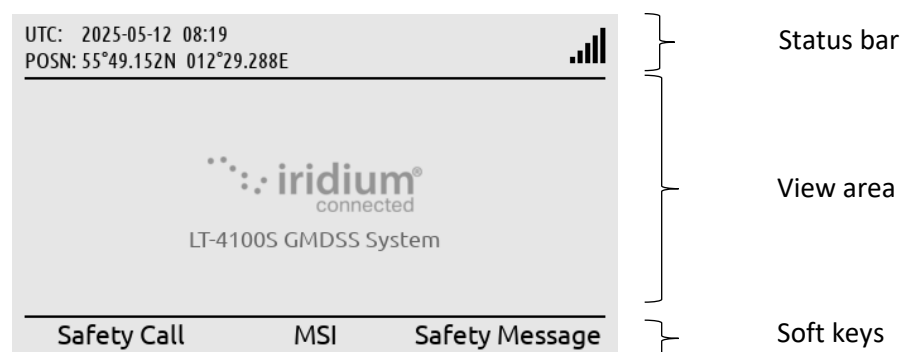 UTC: 2025-05-12 08:19
POSN: 55°49.152N 012°29.288E
Status bar
iridium®
connected
LT-4100S GMDSS System
View area
Safety Call MSI Safety Message
Soft keys